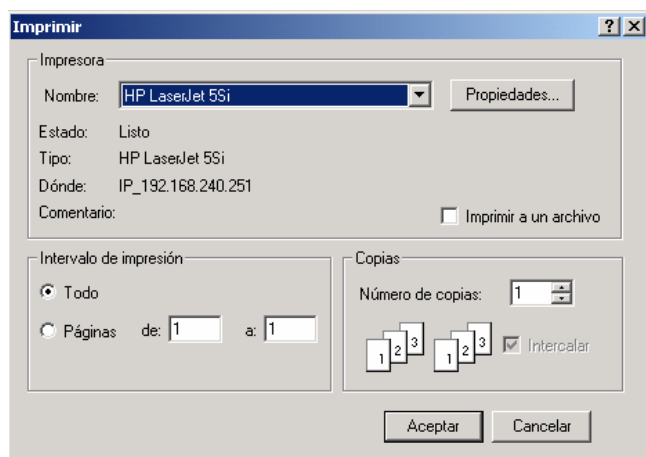 Imprimir
Impresora
Nombre: HP LaserJet 5Si Propiedades...
Estado: Listo
Tipo: HP LaserJet 5Si
Dónde: IP_192.168.240.251
Comentario: Imprimir a un archivo
Intervalo de impresión
Todo
Páginas de: 1 a: 1
Copias
Número de copias: 1
1 2 3 1 2 3 Intercalar
Aceptar Cancelar